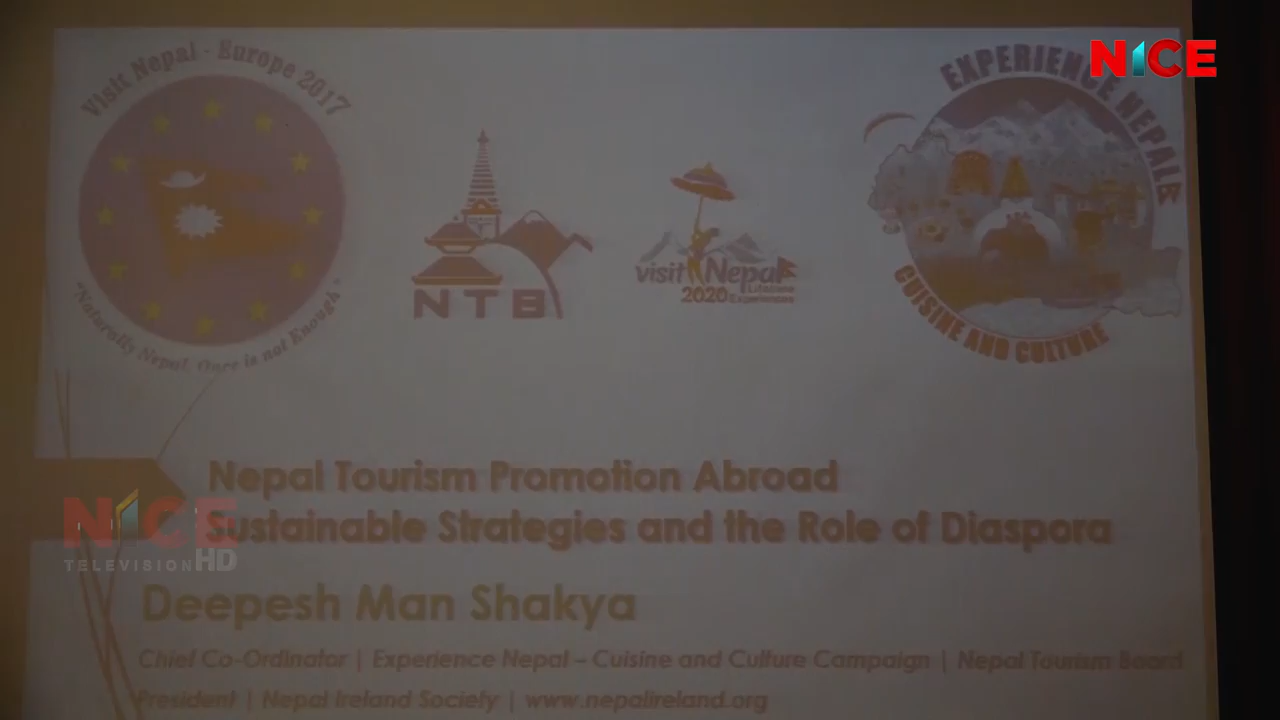 NICE
Visit Nepal - Europe 2017
"Naturally Nepal, Once is not Enough"
NTB
visit Nepal
2020 Lifetime
Experiences
EXPERIENCE NEPAL
CUISINE AND CULTURE
Nepal Tourism Promotion Abroad
Sustainable Strategies and the Role of Diaspora
NICE
TELEVISION HD
Deepesh Man Shakya
Chief Co-Ordinator | Experience Nepal – Cuisine and Culture Campaign | Nepal Tourism Board
President | Nepal Ireland Society | www.nepalireland.org